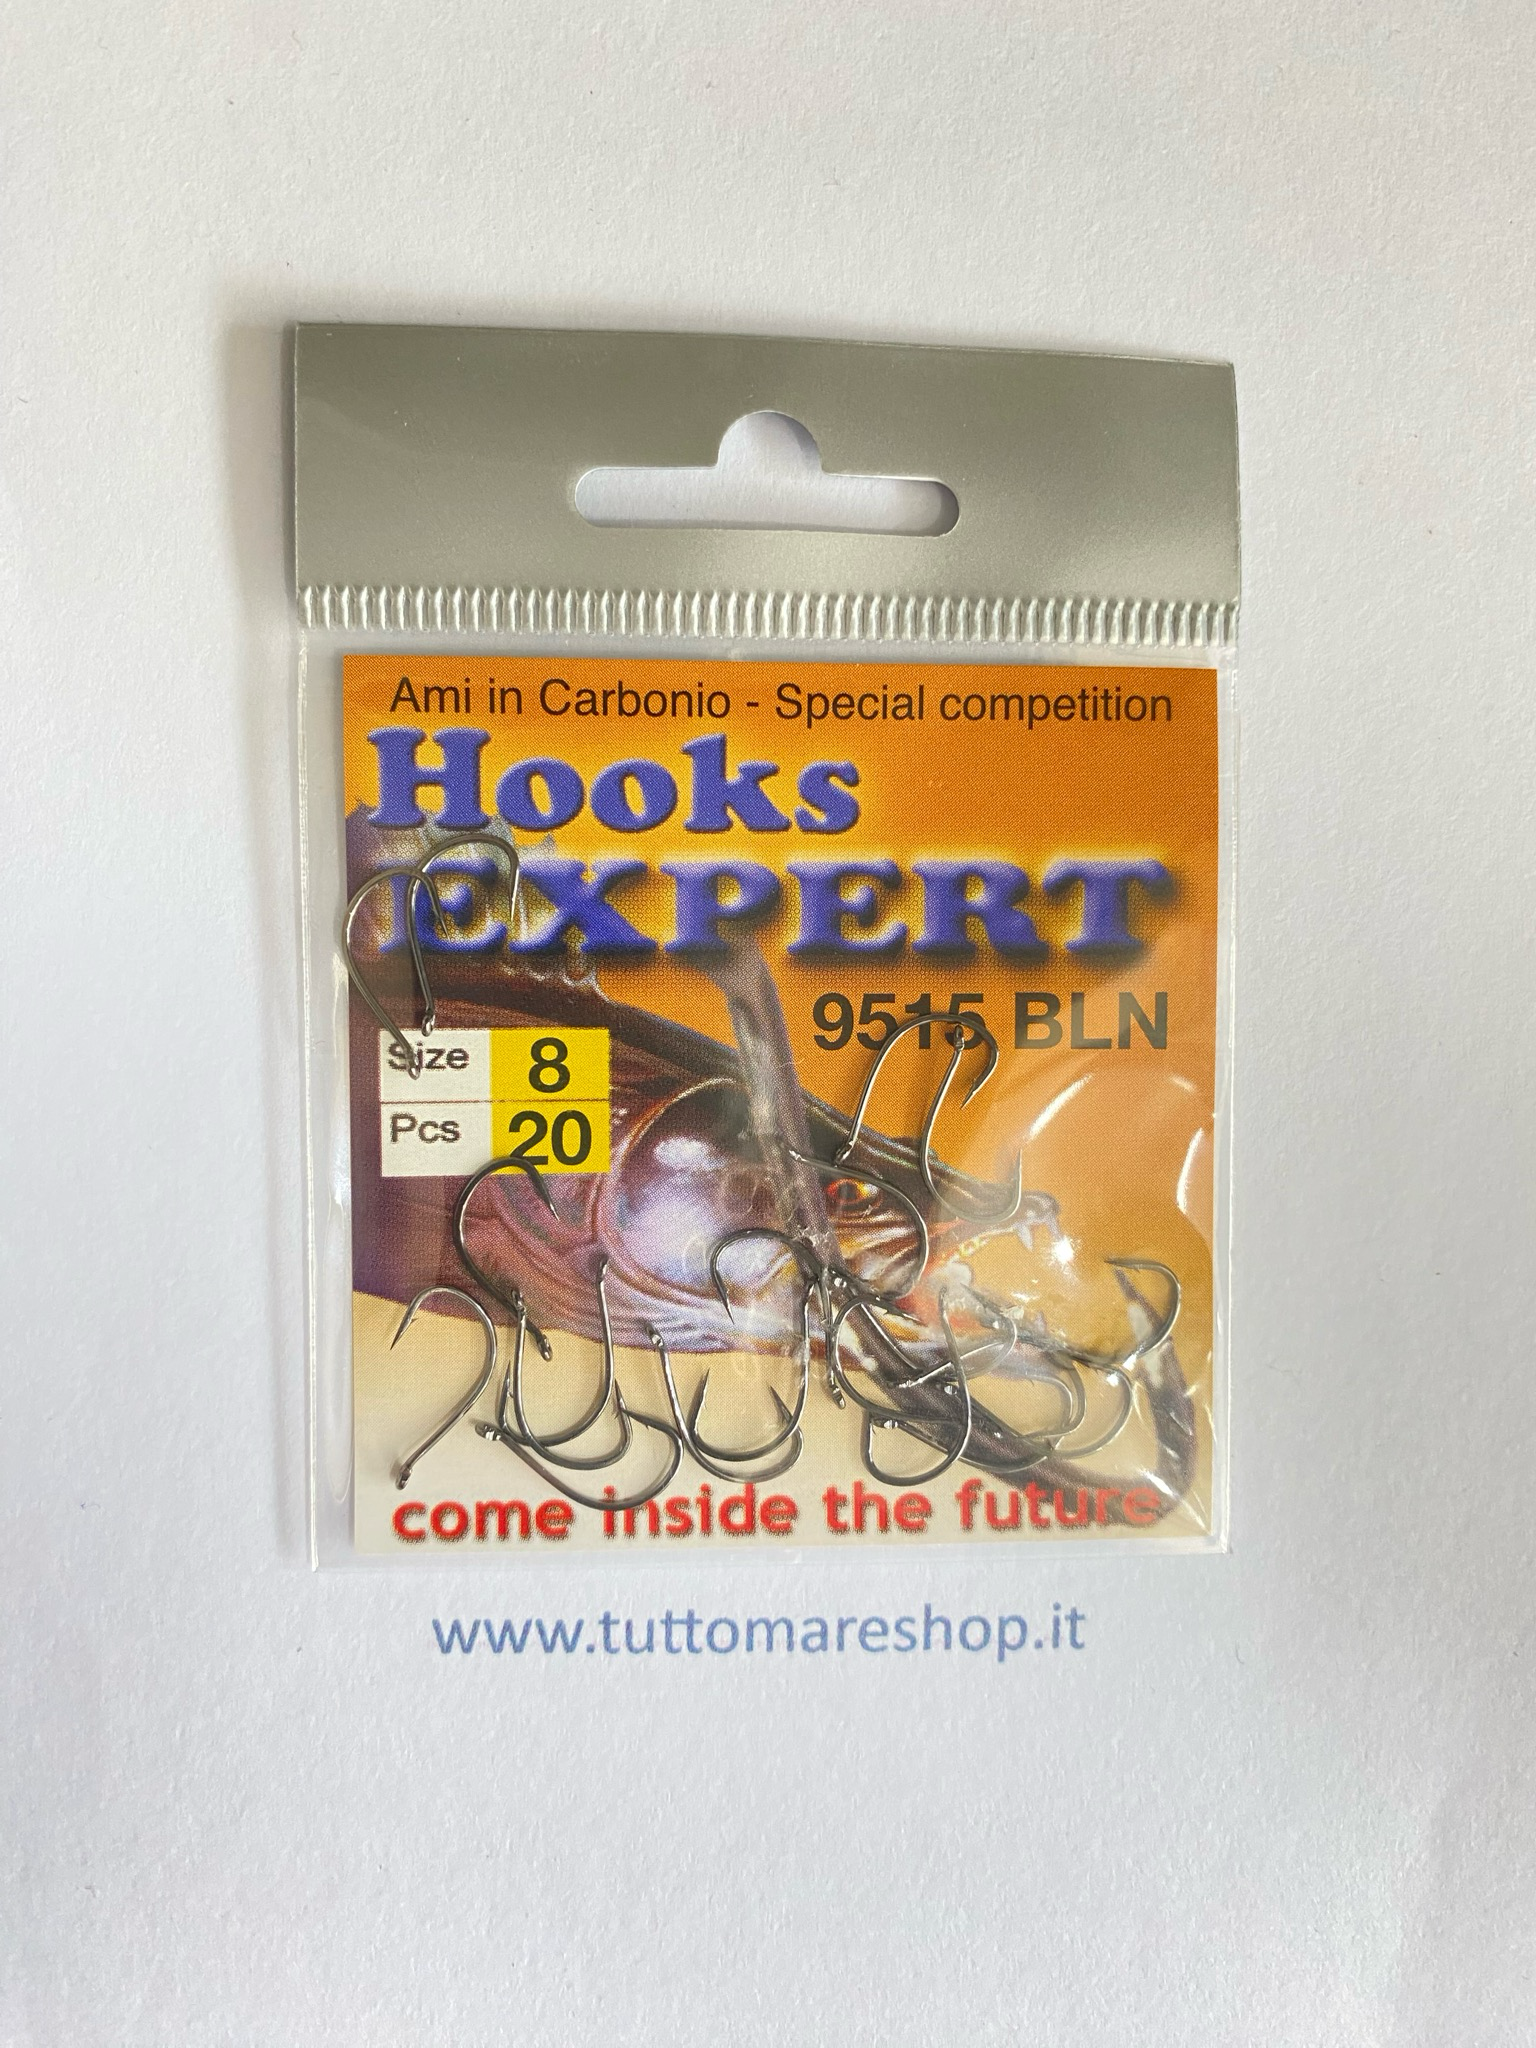 Ami in Carbonio - Special competition
Hooks
EXPERT
9515 BLN
Size 8
Pcs 20
come inside the future
www.tuttomareshop.it